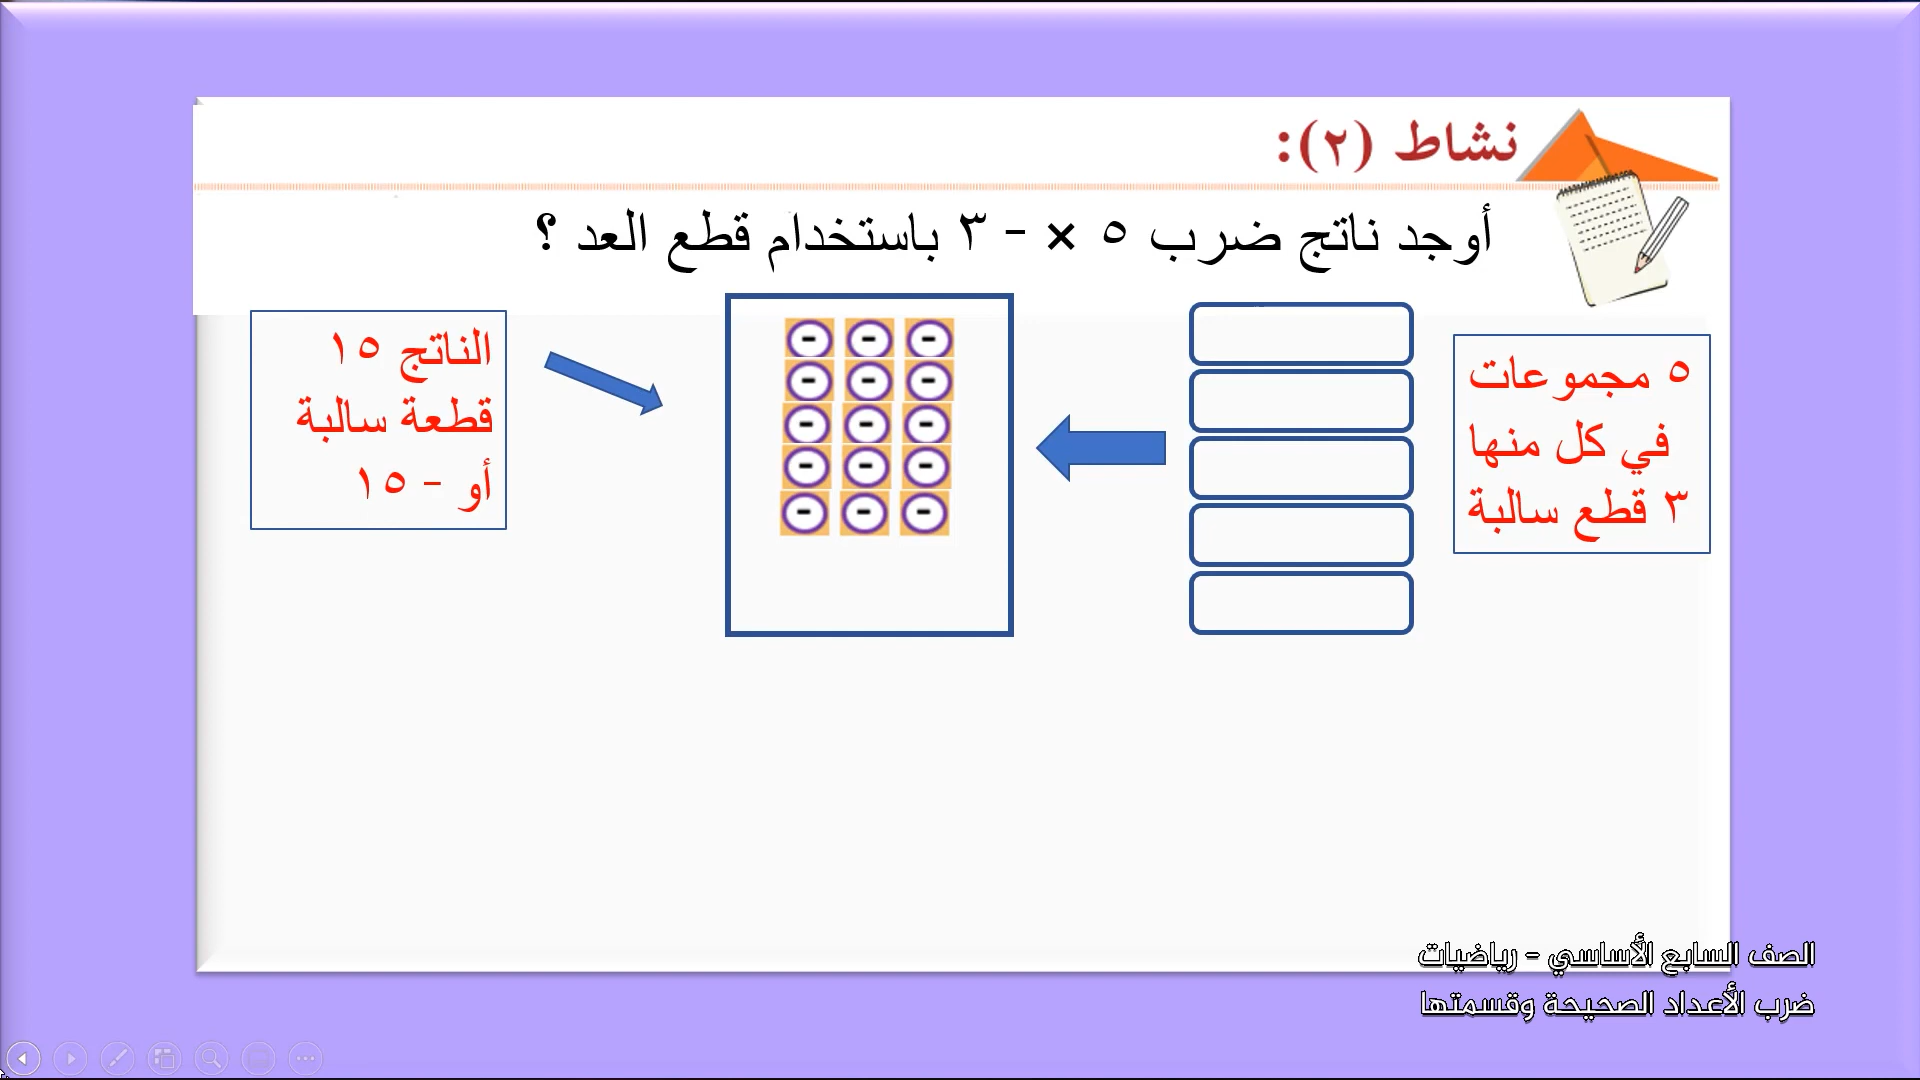 نشاط (٢):
أوجد ناتج ضرب ٥ × - ٣ باستخدام قطع العد ؟
٥ مجموعات
في كل منها
٣ قطع سالبة
- - -
- - -
- - -
- - -
- - -
الناتج ١٥
قطعة سالبة
أو - ١٥
الصف السابع الأساسي - رياضيات
ضرب الأعداد الصحيحة وقسمتها